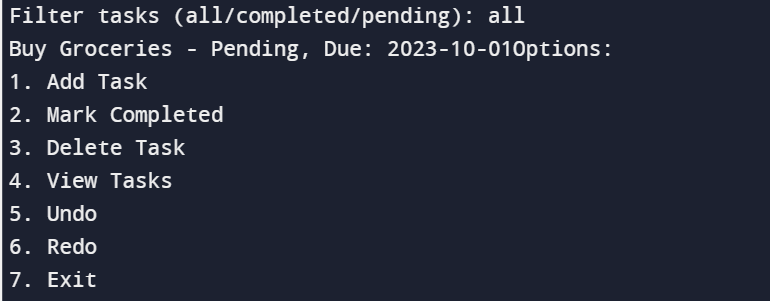 Filter tasks (all/completed/pending): all
Buy Groceries - Pending, Due: 2023-10-01Options:
1. Add Task
2. Mark Completed
3. Delete Task
4. View Tasks
5. Undo
6. Redo
7. Exit